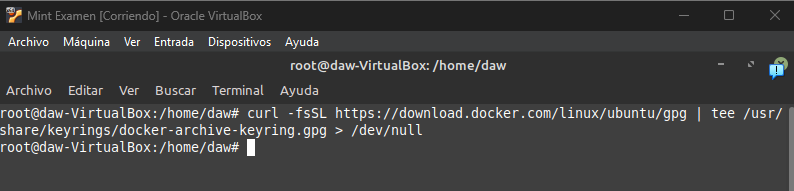 Mint Examen [Corriendo] - Oracle VirtualBox
Archivo Máquina Ver Entrada Dispositivos Ayuda
root@daw-VirtualBox: /home/daw
Archivo Editar Ver Buscar Terminal Ayuda
root@daw-VirtualBox:/home/daw# curl -fsSL https://download.docker.com/linux/ubuntu/gpg | tee /usr/
share/keyrings/docker-archive-keyring.gpg > /dev/null
root@daw-VirtualBox:/home/daw#